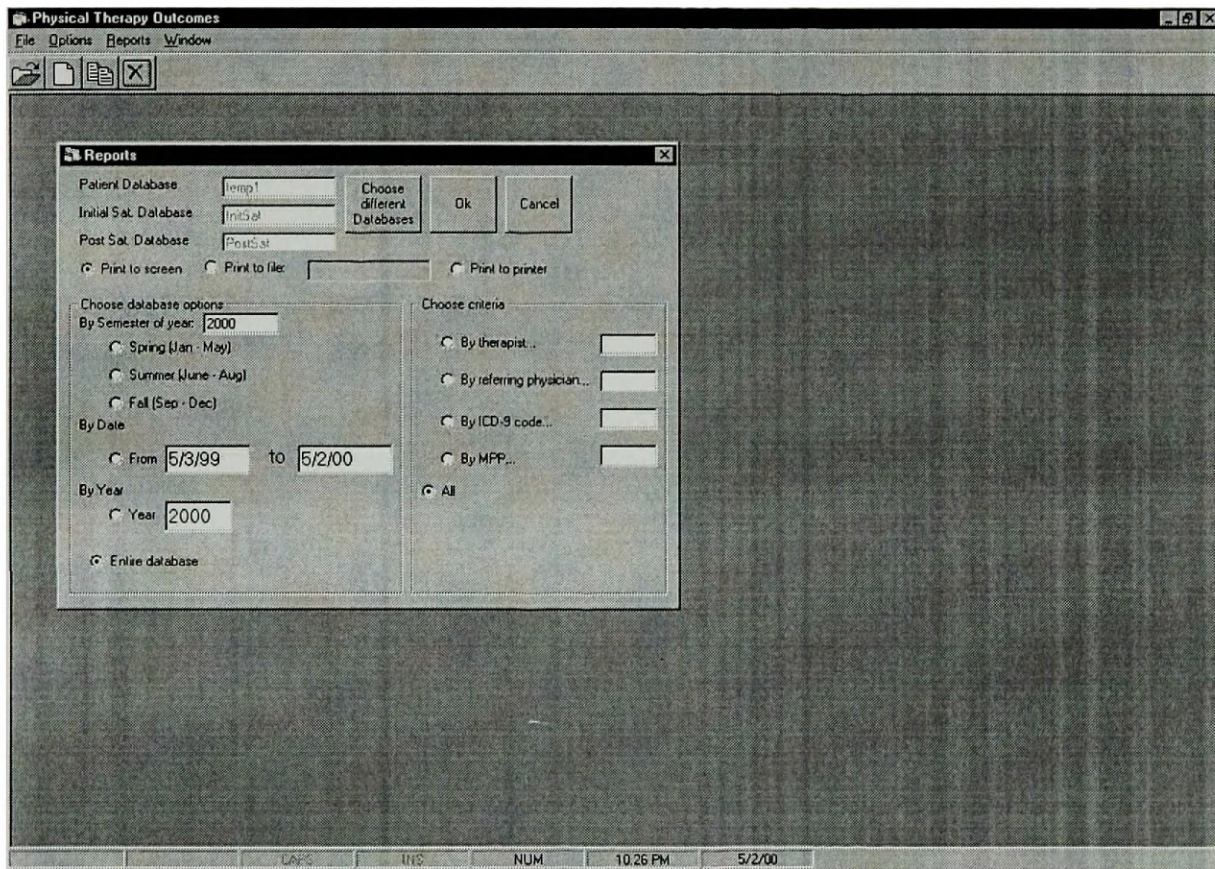 Physical Therapy Outcomes
File Options Reports Window
Reports
Patient Database temp1
Initial Sat. Database InitSat
Post Sat. Database PostSat
Choose different Databases
Ok
Cancel
Print to screen Print to file: Print to printer
Choose database options
By Semester of year: 2000
Spring (Jan - May)
Summer (June - Aug)
Fall (Sep - Dec)
By Date
From 5/3/99 to 5/2/00
By Year
Year 2000
Entire database
Choose criteria
By therapist...
By referring physician...
By ICD-9 code...
By MPP...
All
CAPS INS NUM 10:26 PM 5/2/00